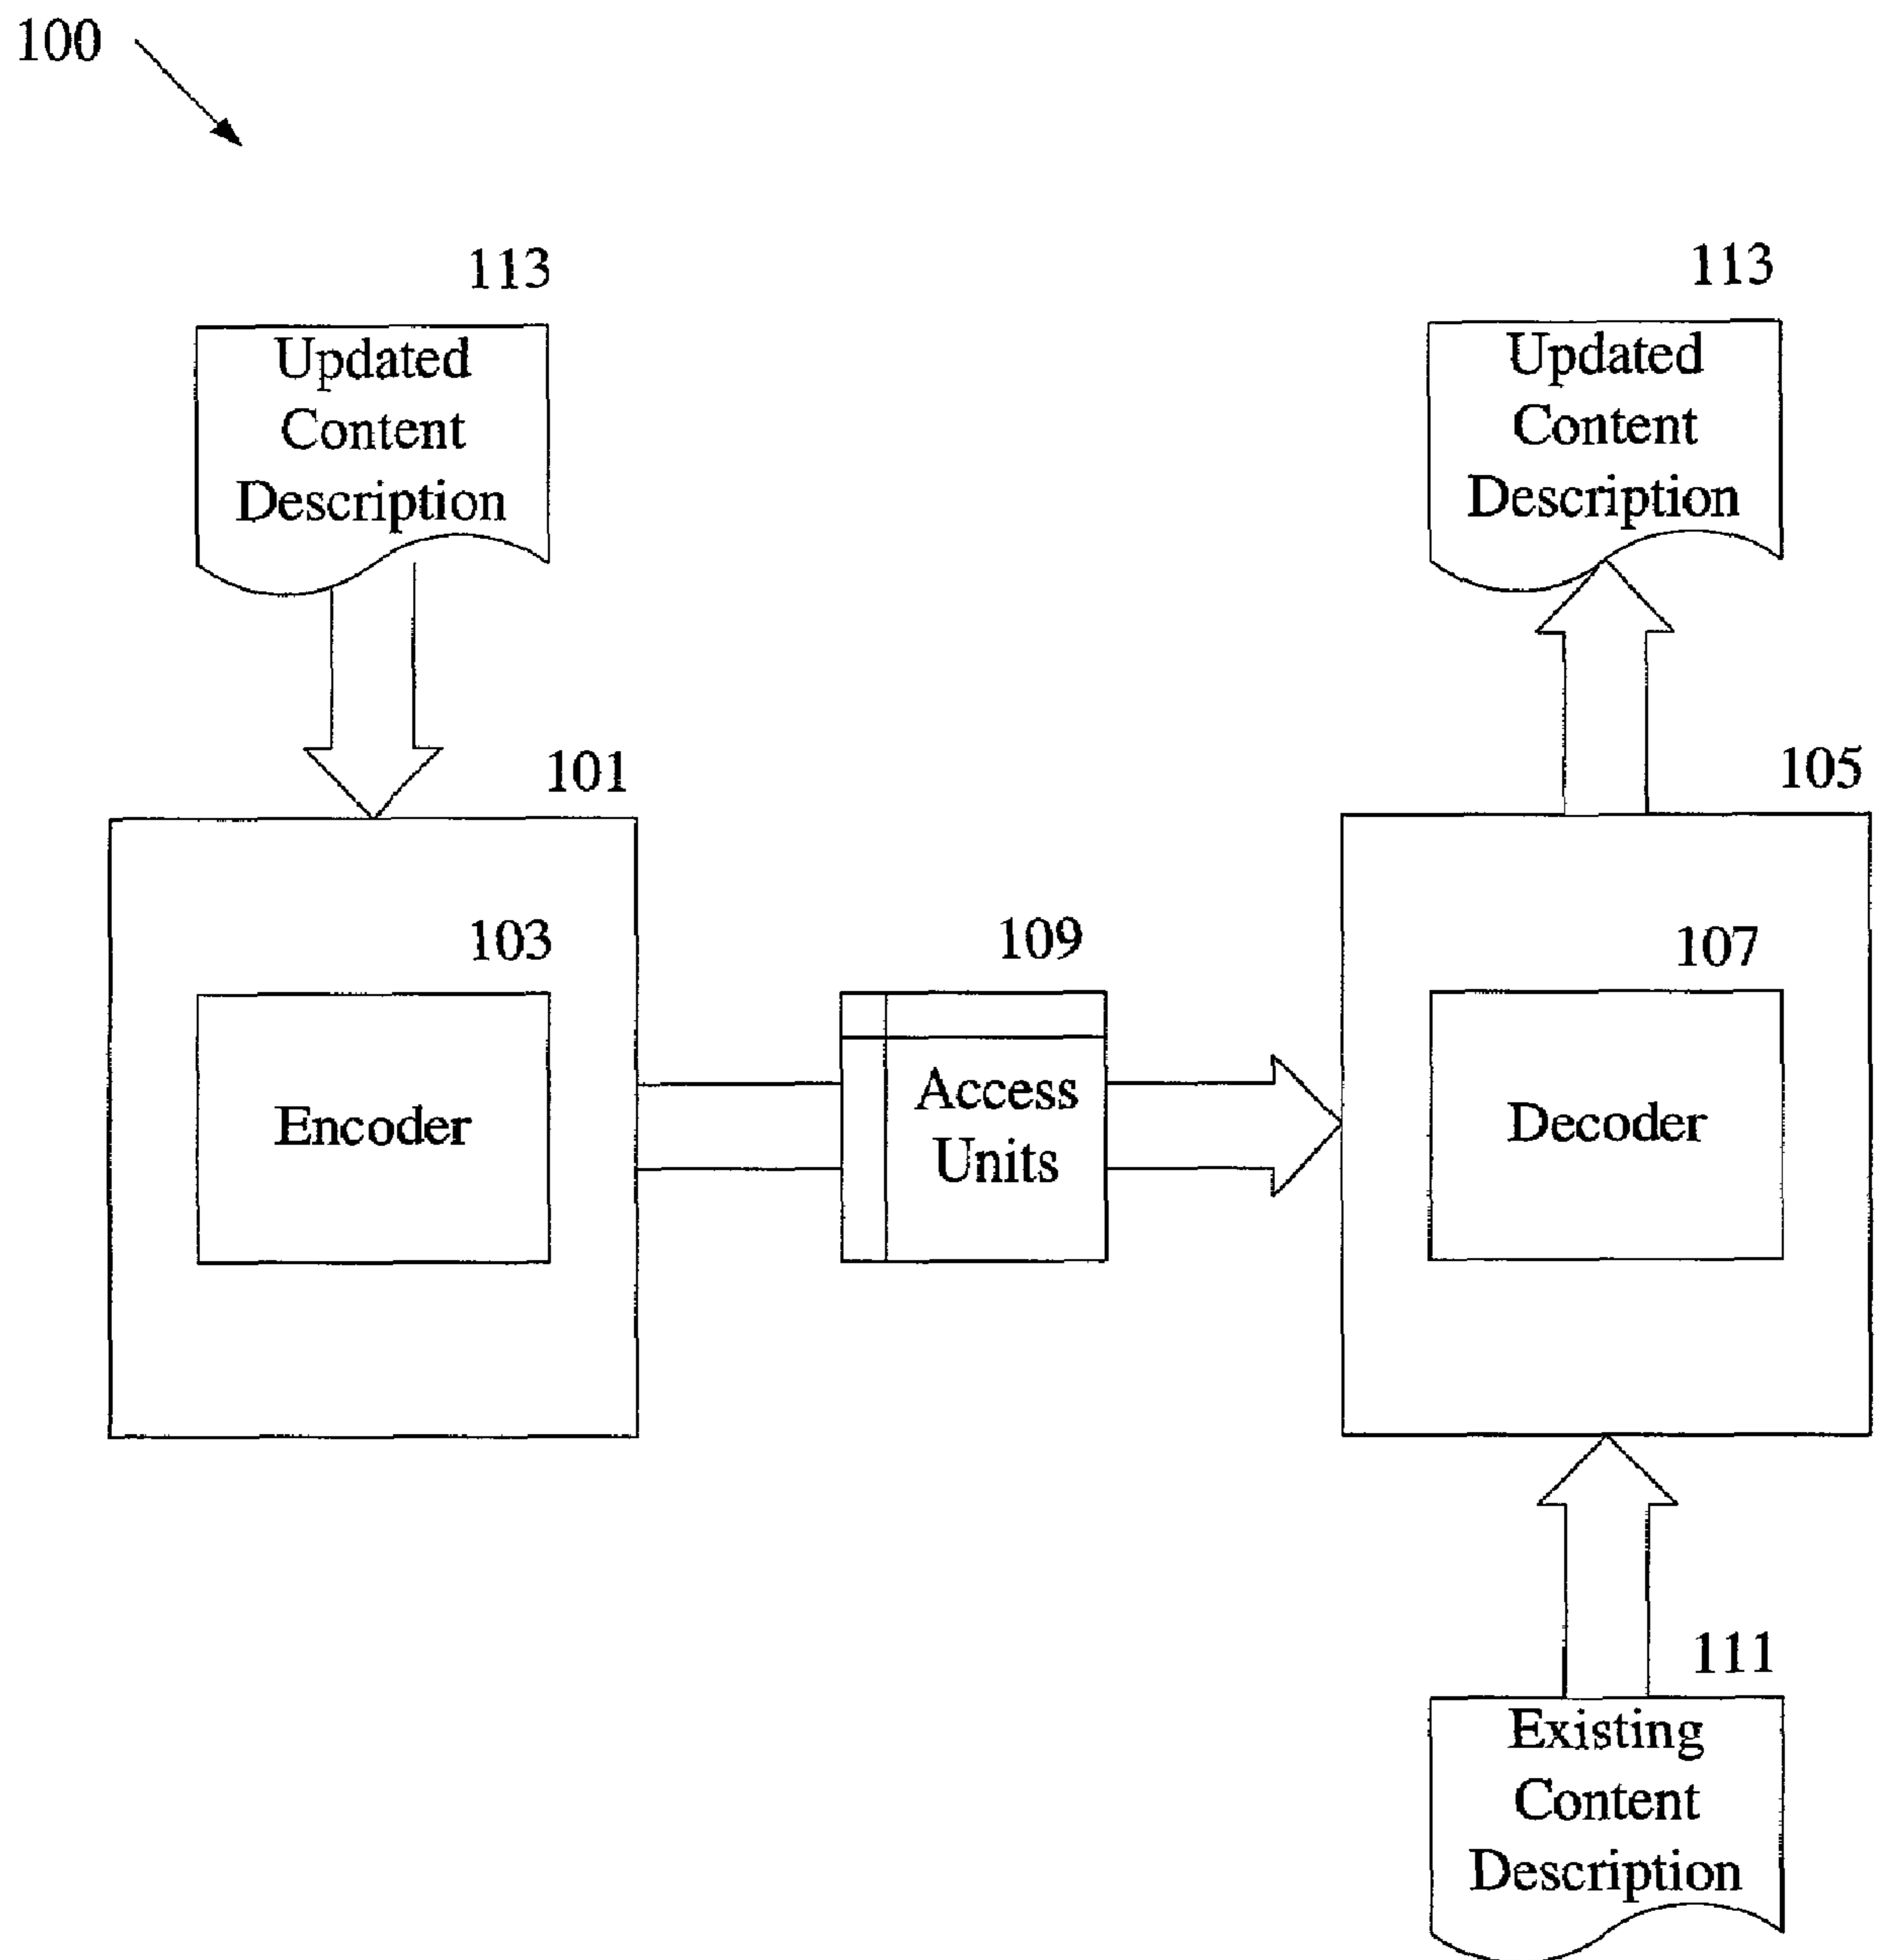 100
113
Updated
Content
Description
113
Updated
Content
Description
101
105
103
Encoder
109
Access
Units
107
Decoder
111
Existing
Content
Description